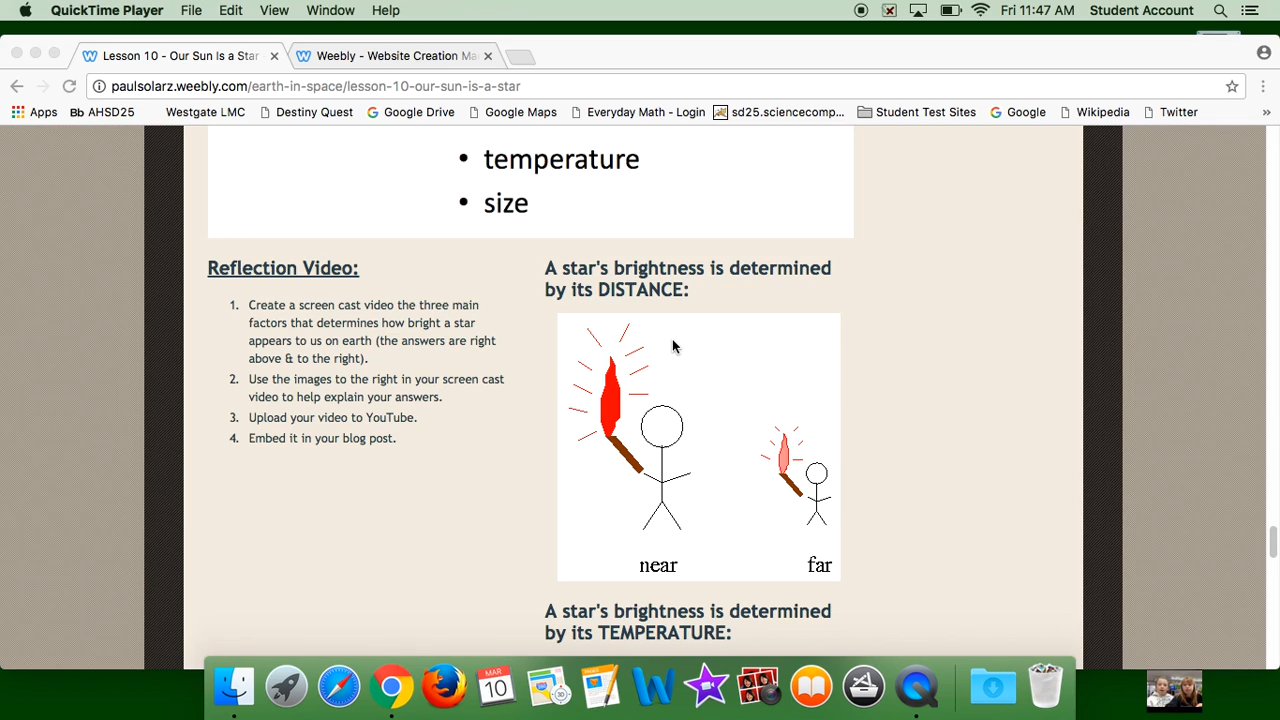 QuickTime Player File Edit View Window Help Fri 11:47 AM Student Account
Lesson 10 - Our Sun Is a Star Weebly - Website Creation Ma
paulsolarz.weebly.com/earth-in-space/lesson-10-our-sun-is-a-star
Apps Bb AHSD25 Westgate LMC Destiny Quest Google Drive Google Maps Everyday Math - Login sd25.sciencecomp... Student Test Sites Google Wikipedia Twitter »
• temperature
• size
Reflection Video:
1. Create a screen cast video the three main
factors that determines how bright a star
appears to us on earth (the answers are right
above & to the right).
2. Use the images to the right in your screen cast
video to help explain your answers.
3. Upload your video to YouTube.
4. Embed it in your blog post.
A star's brightness is determined
by its DISTANCE:
near far
A star's brightness is determined
by its TEMPERATURE:
MAR
10